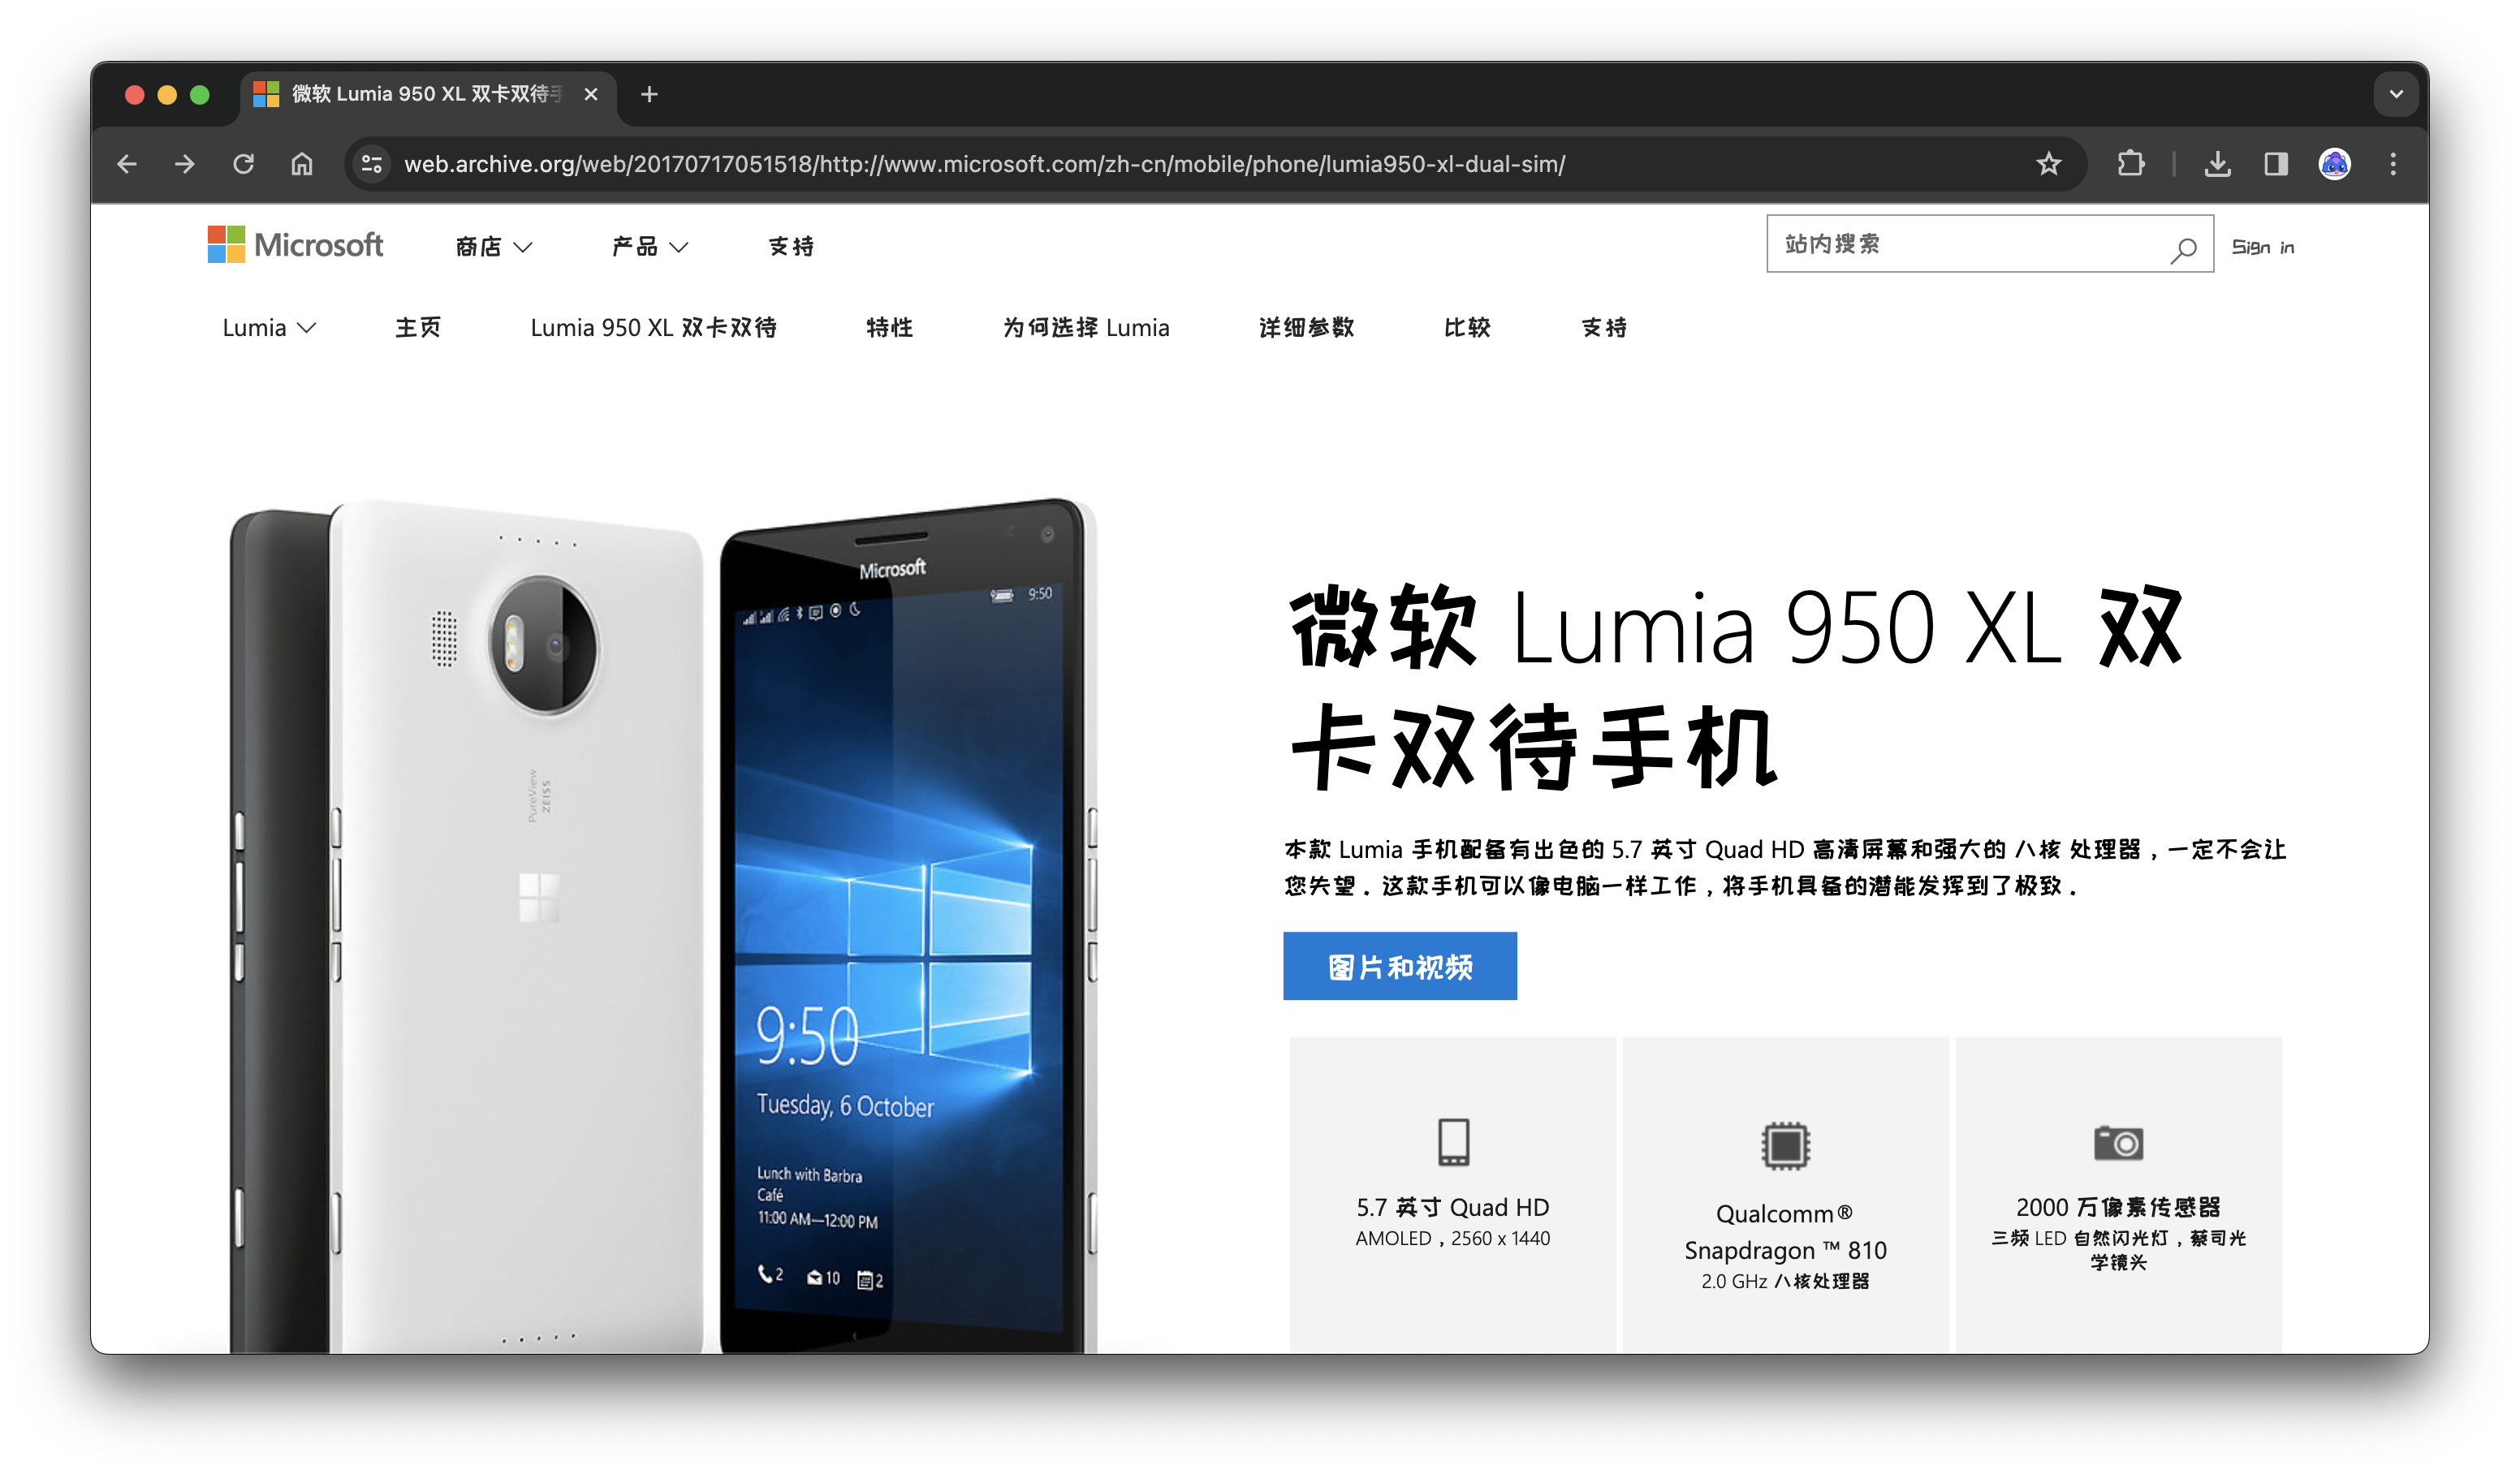 微软 Lumia 950 XL 双卡双待
web.archive.org/web/20170717051518/http://www.microsoft.com/zh-cn/mobile/phone/lumia950-xl-dual-sim/
Microsoft 商店 产品 支持 站内搜索 Sign in
Lumia 主页 Lumia 950 XL 双卡双待 特性 为何选择 Lumia 详细参数 比较 支持
Microsoft
9:50
PureView
ZEISS
9:50
Tuesday, 6 October
Lunch with Barbra
Café
11:00 AM—12:00 PM
2 10 2
微软 Lumia 950 XL 双
卡双待手机
本款 Lumia 手机配备有出色的 5.7 英寸 Quad HD 高清屏幕和强大的 八核 处理器，一定不会让
您失望。这款手机可以像电脑一样工作，将手机具备的潜能发挥到了极致。
图片和视频
5.7 英寸 Quad HD
AMOLED，2560 x 1440
Qualcomm®
Snapdragon ™ 810
2.0 GHz 八核处理器
2000 万像素传感器
三频 LED 自然闪光灯，蔡司光
学镜头